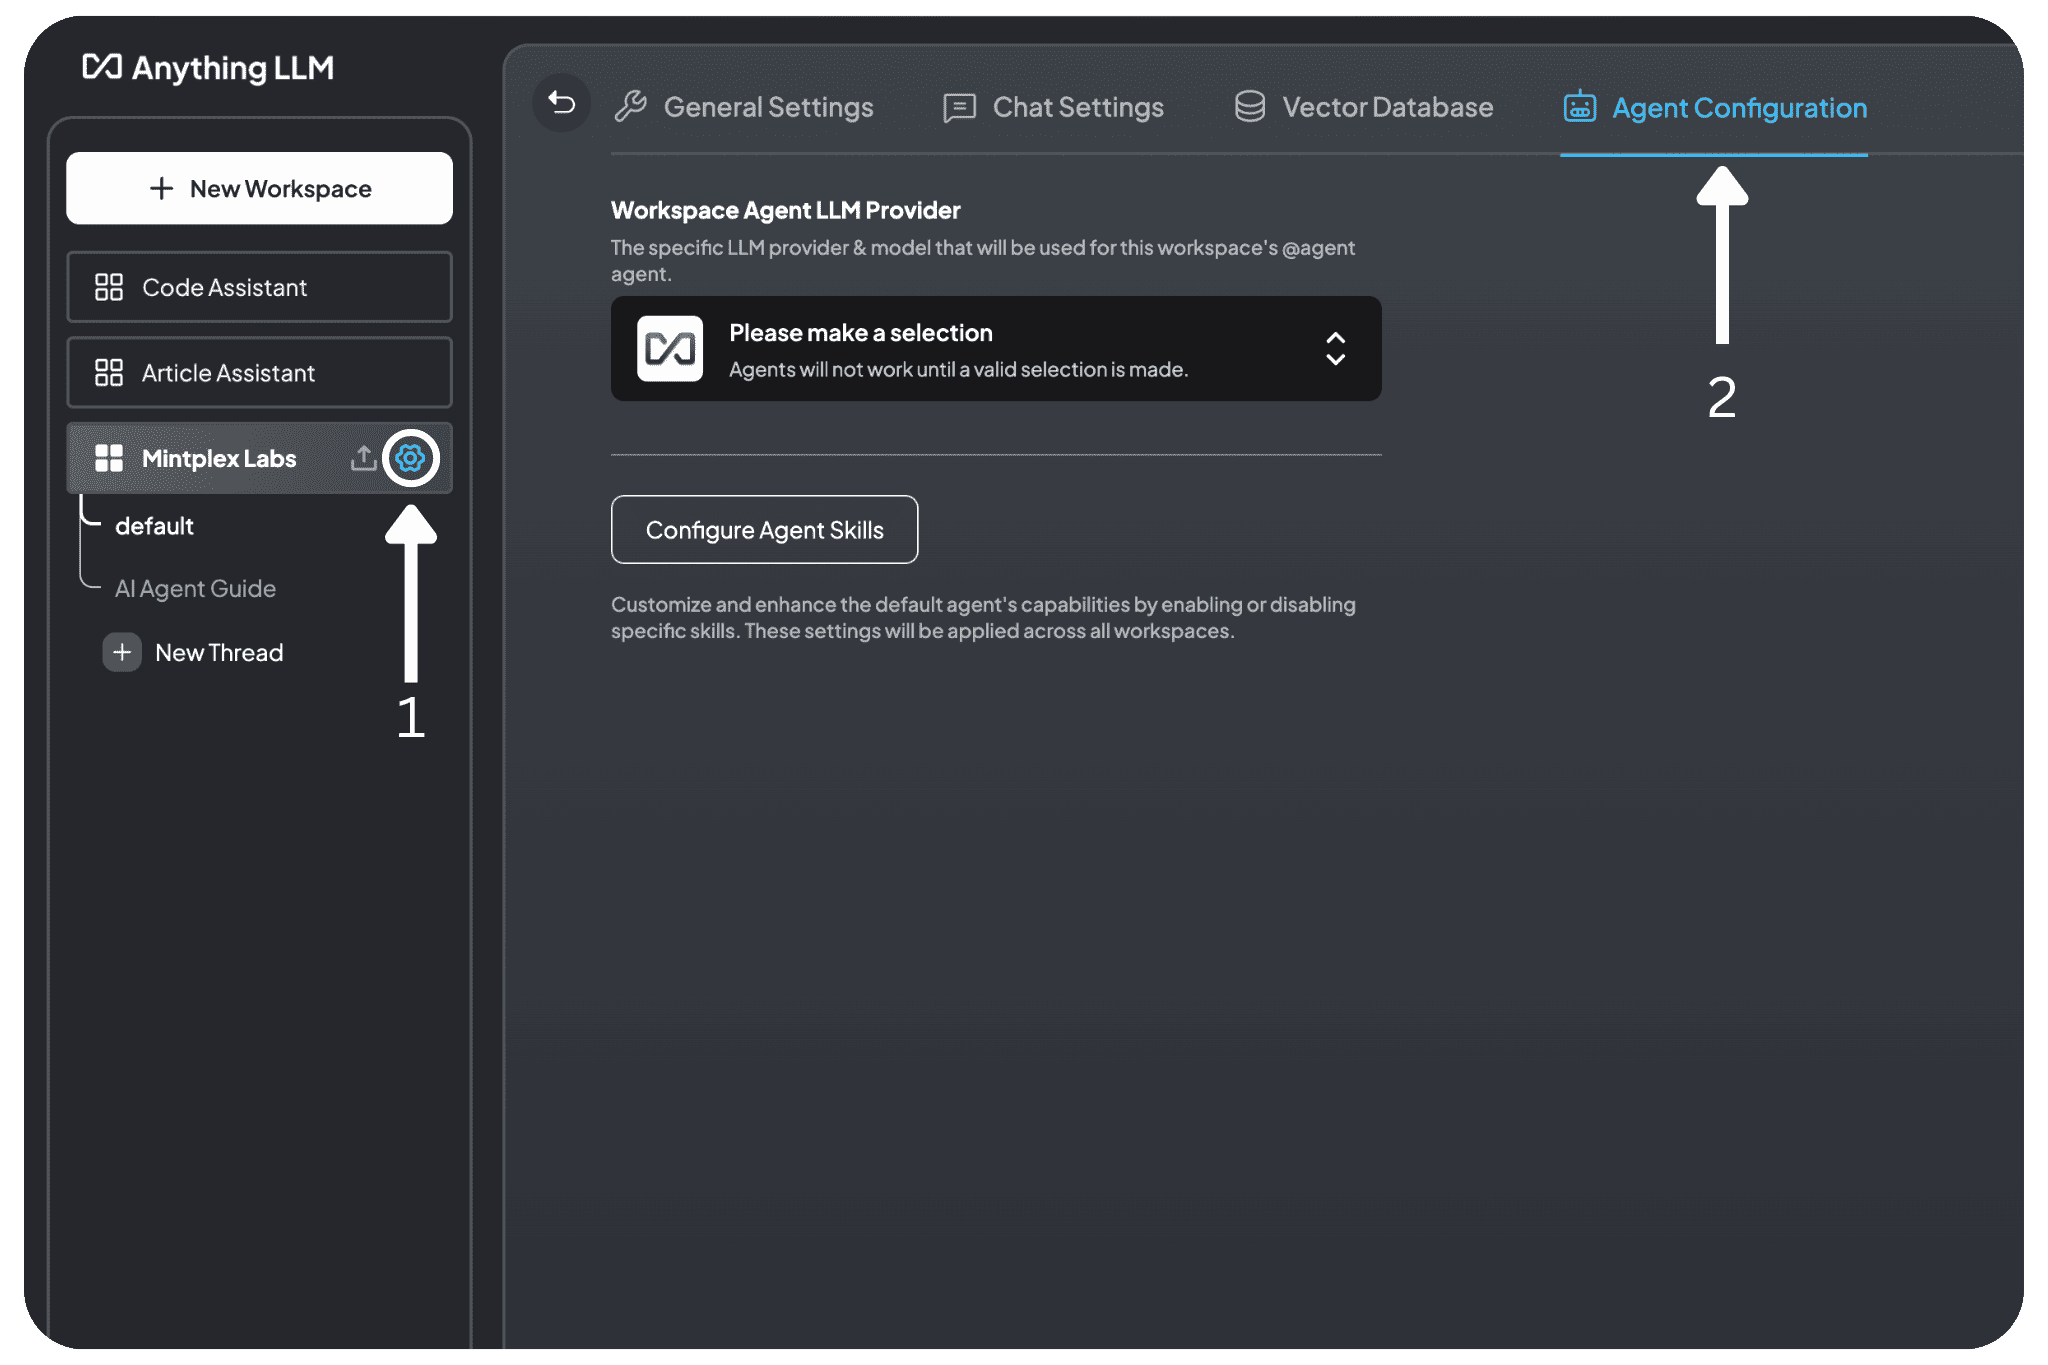 Anything LLM
New Workspace
Code Assistant
Article Assistant
Mintplex Labs
default
AI Agent Guide
New Thread
1
General Settings
Chat Settings
Vector Database
Agent Configuration
2
Workspace Agent LLM Provider
The specific LLM provider & model that will be used for this workspace's @agent
agent.
Please make a selection
Agents will not work until a valid selection is made.
Configure Agent Skills
Customize and enhance the default agent's capabilities by enabling or disabling
specific skills. These settings will be applied across all workspaces.